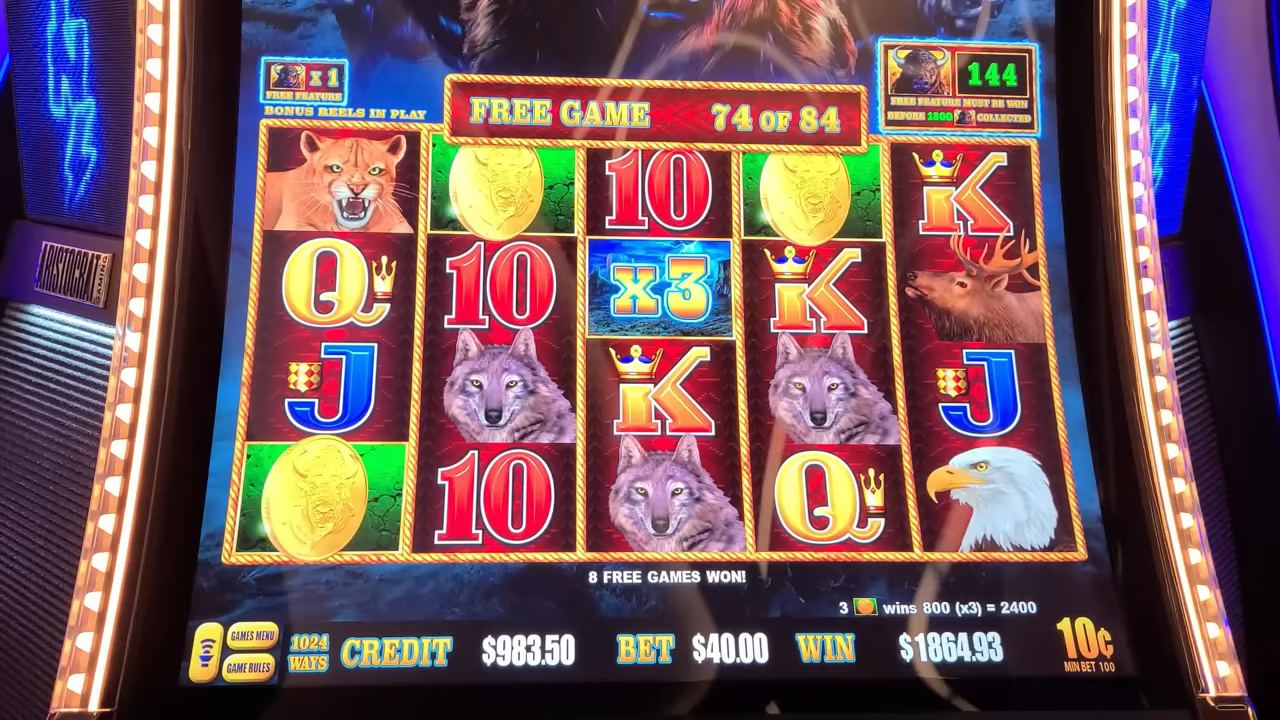 x 1
FREE FEATURE
BONUS REELS IN PLAY
FREE GAME 74 OF 84
144
FREE FEATURE MUST BE WON
BEFORE 1800 COLLECTED
10
K
Q
10
x3
K
J
K
J
10
Q
8 FREE GAMES WON!
3 wins 800 (x3) = 2400
GAMES MENU
GAME RULES
1024
WAYS
CREDIT $983.50 BET $40.00 WIN $1864.93
10¢
MIN BET 100
ARISTOCRAT
GAMING